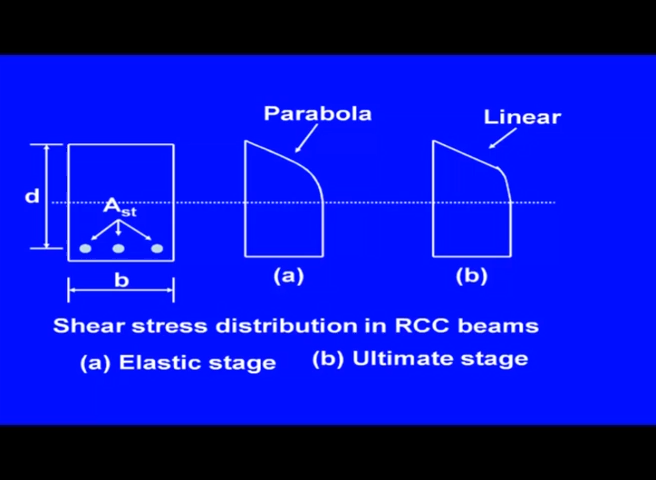 Parabola
Linear
d
Ast
b
(a)
(b)
Shear stress distribution in RCC beams
(a) Elastic stage (b) Ultimate stage